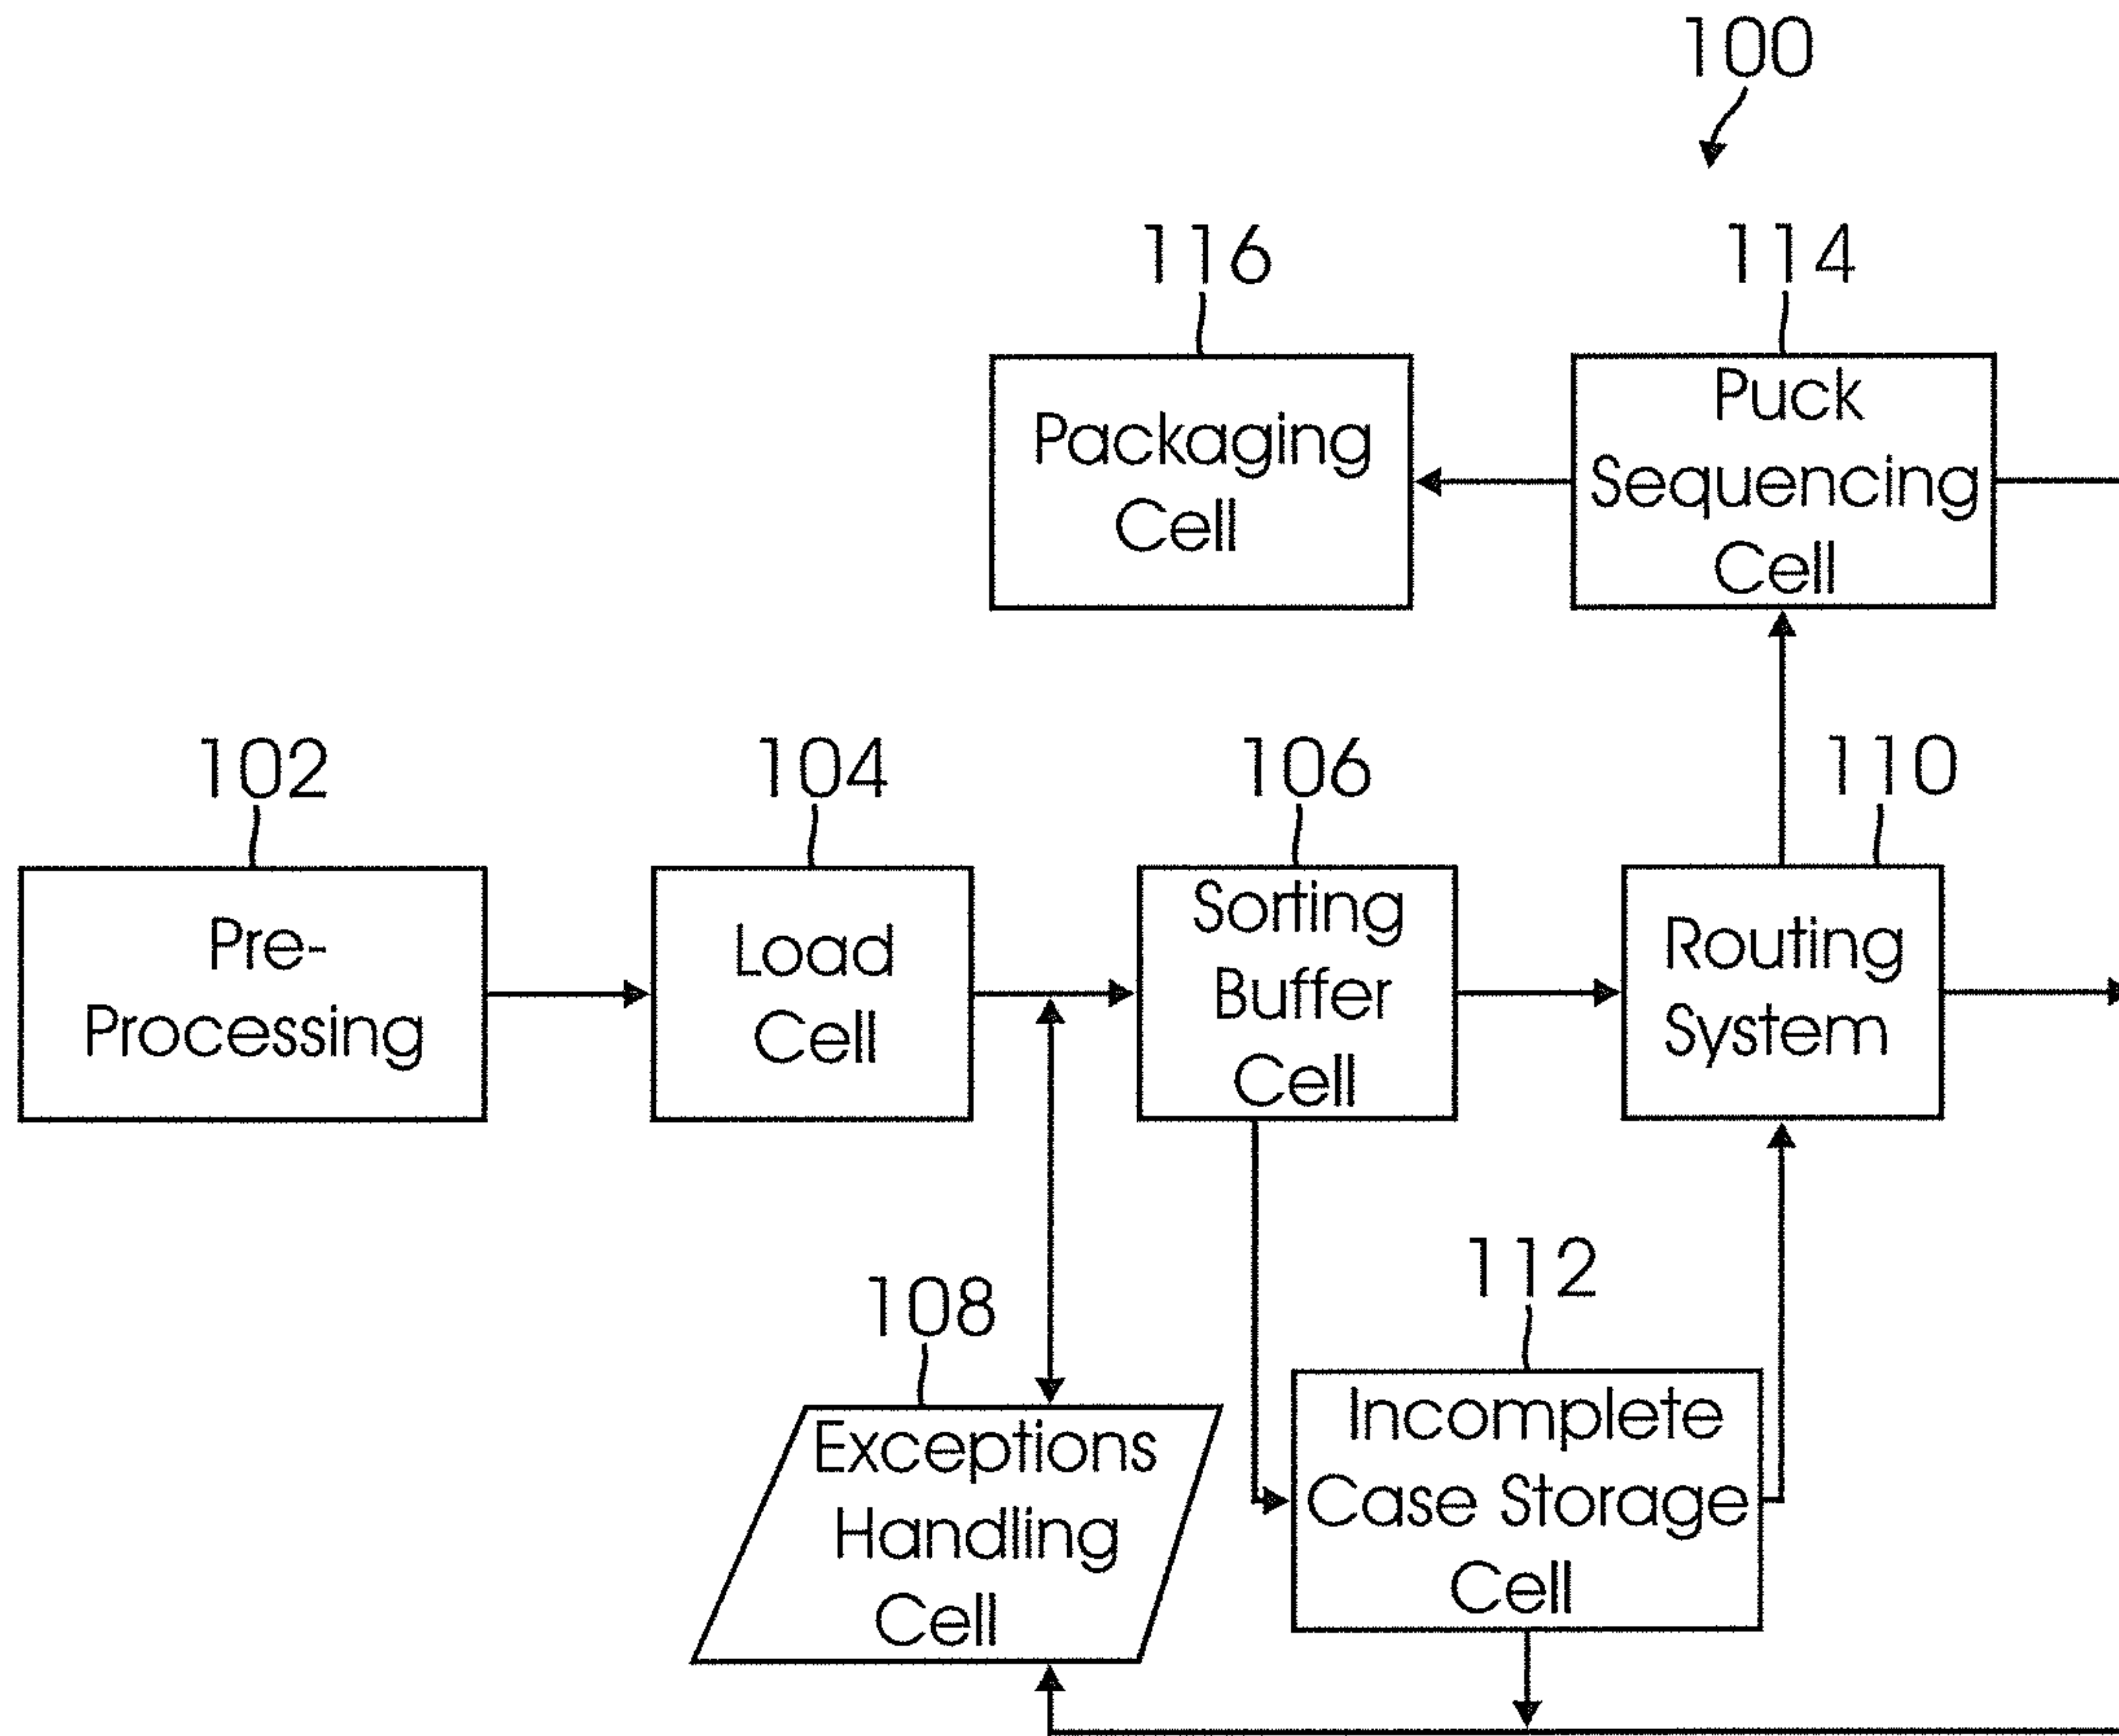 100
116
114
Packaging
Cell
Puck
Sequencing
Cell
102
104
106
110
Pre-
Processing
Load
Cell
Sorting
Buffer
Cell
Routing
System
108
112
Exceptions
Handling
Cell
Incomplete
Case Storage
Cell